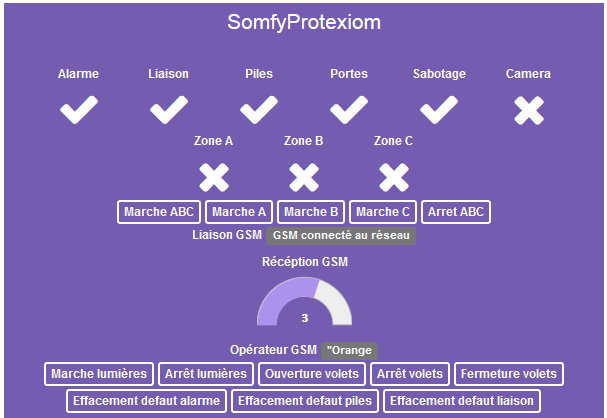 SomfyProtexiom
Alarme Liaison Piles Portes Sabotage Camera
Zone A Zone B Zone C
Marche ABC Marche A Marche B Marche C Arret ABC
Liaison GSM GSM connecté au réseau
Récéption GSM
3
Opérateur GSM "Orange
Marche lumières Arrêt lumières Ouverture volets Arrêt volets Fermeture volets
Effacement defaut alarme Effacement defaut piles Effacement defaut liaison